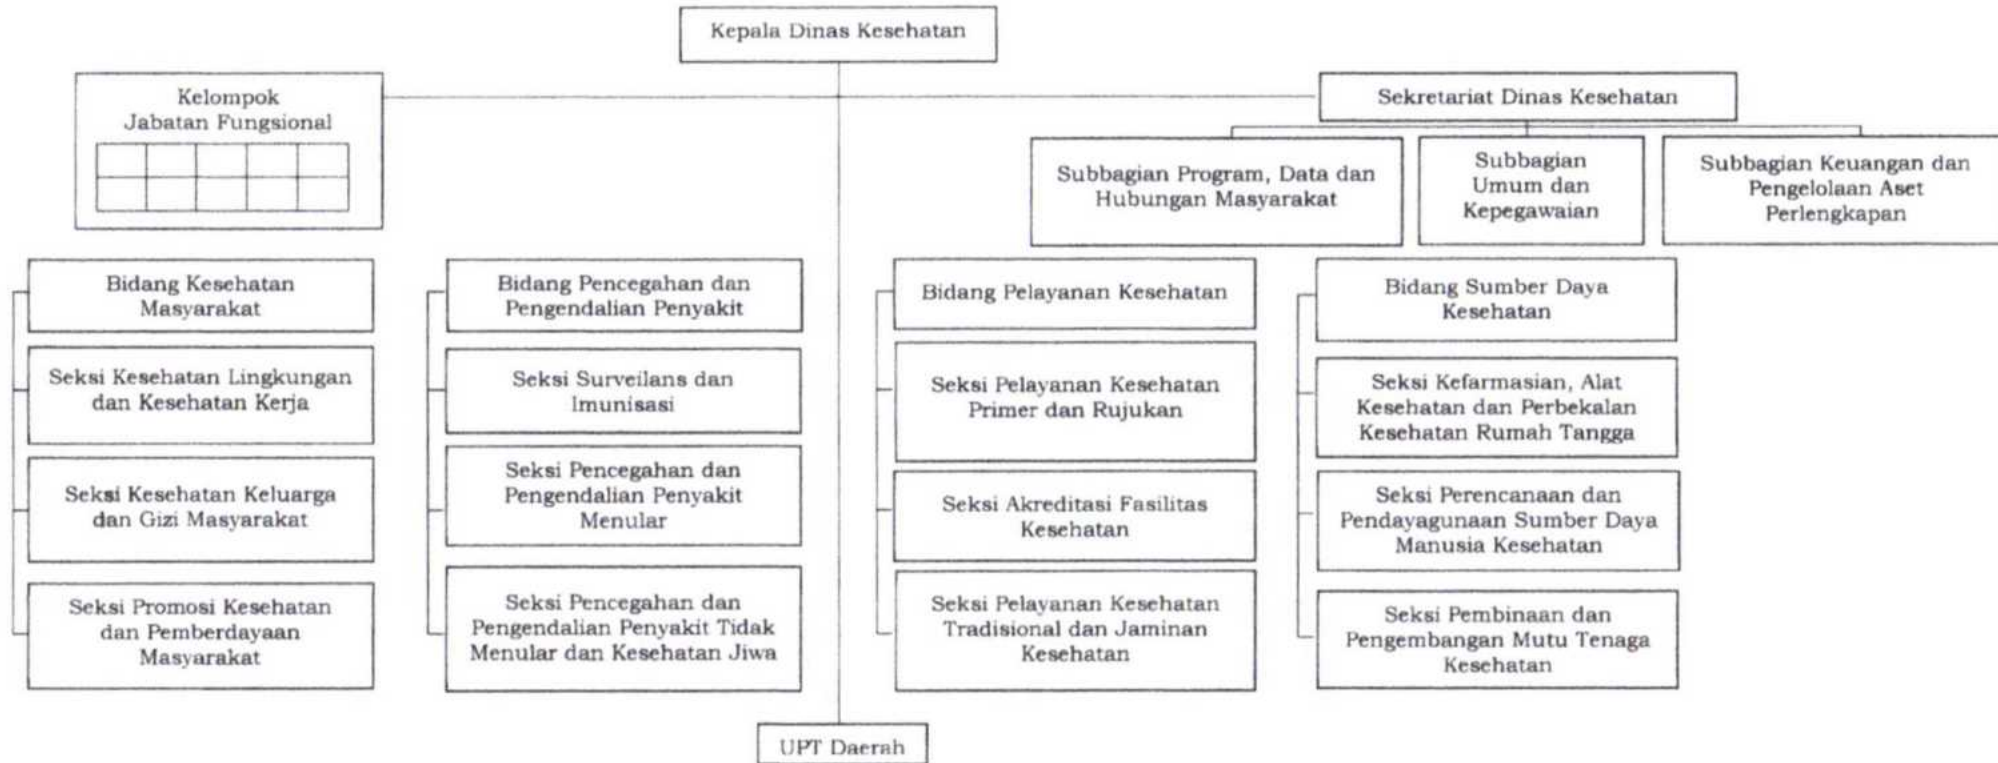 Kepala Dinas Kesehatan
Kelompok
Jabatan Fungsional
Sekretariat Dinas Kesehatan
Subbagian Program, Data dan
Hubungan Masyarakat
Subbagian
Umum dan
Kepegawaian
Subbagian Keuangan dan
Pengelolaan Aset
Perlengkapan
Bidang Kesehatan
Masyarakat
Seksi Kesehatan Lingkungan
dan Kesehatan Kerja
Seksi Kesehatan Keluarga
dan Gizi Masyarakat
Seksi Promosi Kesehatan
dan Pemberdayaan
Masyarakat
Bidang Pencegahan dan
Pengendalian Penyakit
Seksi Surveilans dan
Imunisasi
Seksi Pencegahan dan
Pengendalian Penyakit
Menular
Seksi Pencegahan dan
Pengendalian Penyakit Tidak
Menular dan Kesehatan Jiwa
Bidang Pelayanan Kesehatan
Seksi Pelayanan Kesehatan
Primer dan Rujukan
Seksi Akreditasi Fasilitas
Kesehatan
Seksi Pelayanan Kesehatan
Tradisional dan Jaminan
Kesehatan
Bidang Sumber Daya
Kesehatan
Seksi Kefarmasian, Alat
Kesehatan dan Perbekalan
Kesehatan Rumah Tangga
Seksi Perencanaan dan
Pendayagunaan Sumber Daya
Manusia Kesehatan
Seksi Pembinaan dan
Pengembangan Mutu Tenaga
Kesehatan
UPT Daerah